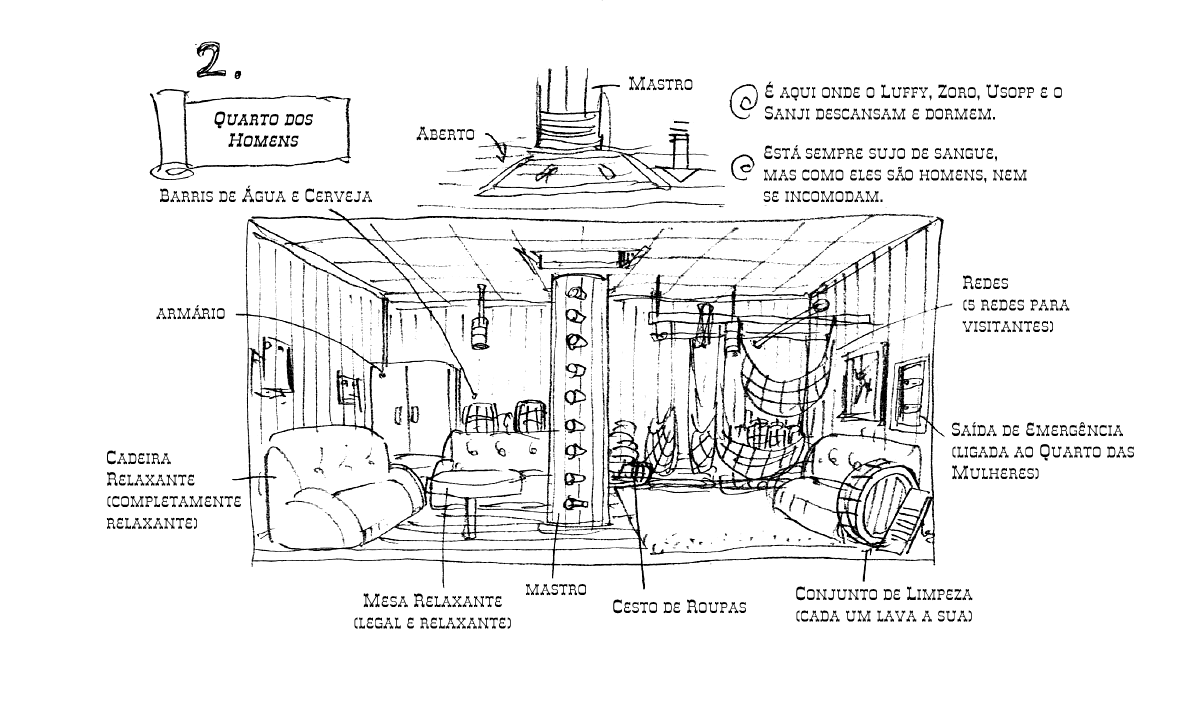 2.
Quarto dos
Homens
Mastro
Aberto
É aqui onde o Luffy, Zoro, Usopp e o
Sanji descansam e dormem.
Está sempre sujo de sangue,
mas como eles são homens, nem
se incomodam.
Barris de Água e Cerveja
armário
Redes
(5 redes para
visitantes)
Saída de Emergência
(ligada ao Quarto das
Mulheres)
Cadeira
Relaxante
(completamente
relaxante)
Mesa Relaxante
(legal e relaxante)
mastro
Cesto de Roupas
Conjunto de Limpeza
(cada um lava a sua)